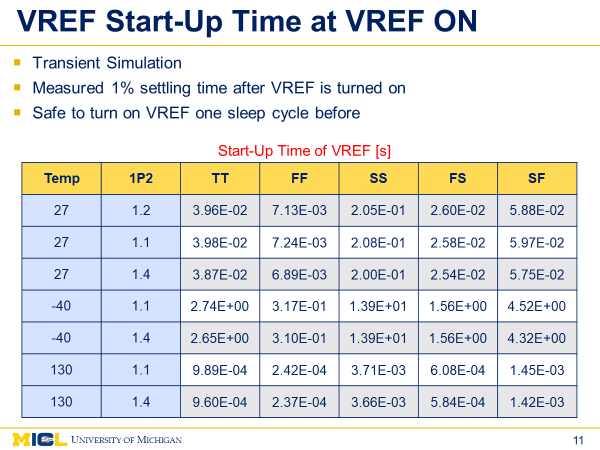 VREF Start-Up Time at VREF ON
Transient Simulation
Measured 1% settling time after VREF is turned on
Safe to turn on VREF one sleep cycle before
Start-Up Time of VREF [s]
Temp 1P2 TT FF SS FS SF
27 1.2 3.96E-02 7.13E-03 2.05E-01 2.60E-02 5.88E-02
27 1.1 3.98E-02 7.24E-03 2.08E-01 2.58E-02 5.97E-02
27 1.4 3.87E-02 6.89E-03 2.00E-01 2.54E-02 5.75E-02
-40 1.1 2.74E+00 3.17E-01 1.39E+01 1.56E+00 4.52E+00
-40 1.4 2.65E+00 3.10E-01 1.39E+01 1.56E+00 4.32E+00
130 1.1 9.89E-04 2.42E-04 3.71E-03 6.08E-04 1.45E-03
130 1.4 9.60E-04 2.37E-04 3.66E-03 5.84E-04 1.42E-03
MICL UNIVERSITY OF MICHIGAN 11